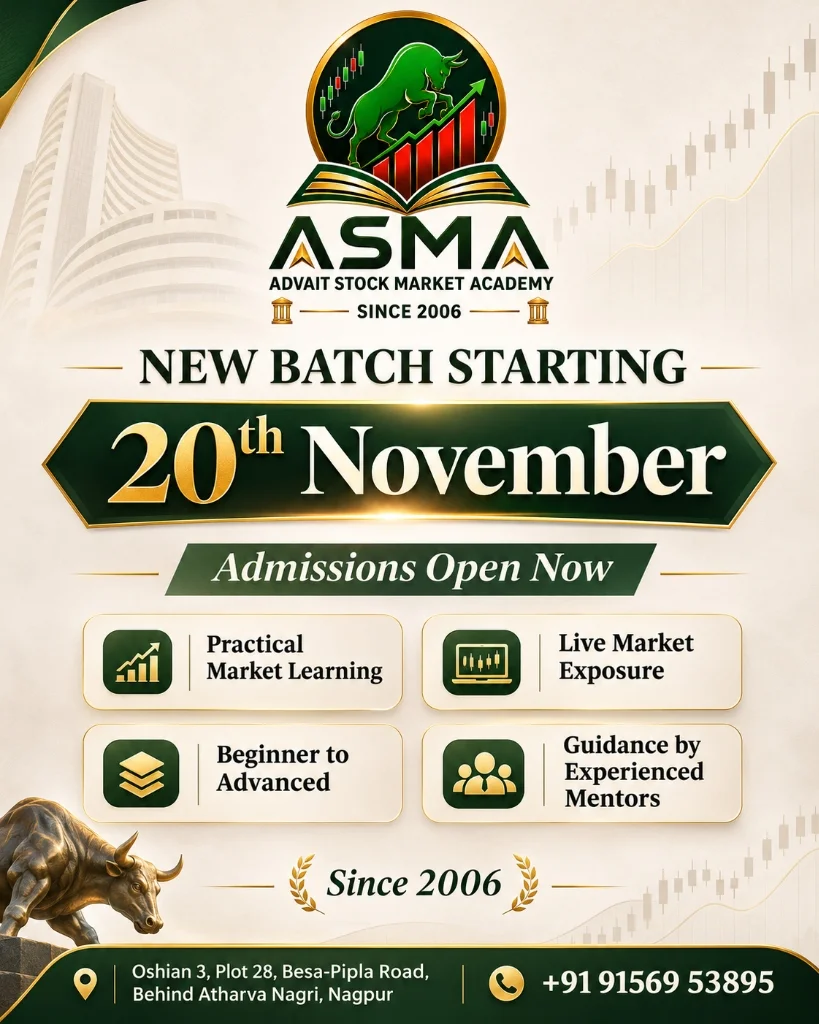 ASMA
ADVAIT STOCK MARKET ACADEMY
SINCE 2006
NEW BATCH STARTING
20th November
Admissions Open Now
Practical
Market Learning
Live Market
Exposure
Beginner to
Advanced
Guidance by
Experienced
Mentors
Since 2006
Oshian 3, Plot 28, Besa-Pipla Road,
Behind Atharva Nagri, Nagpur
+91 91569 53895